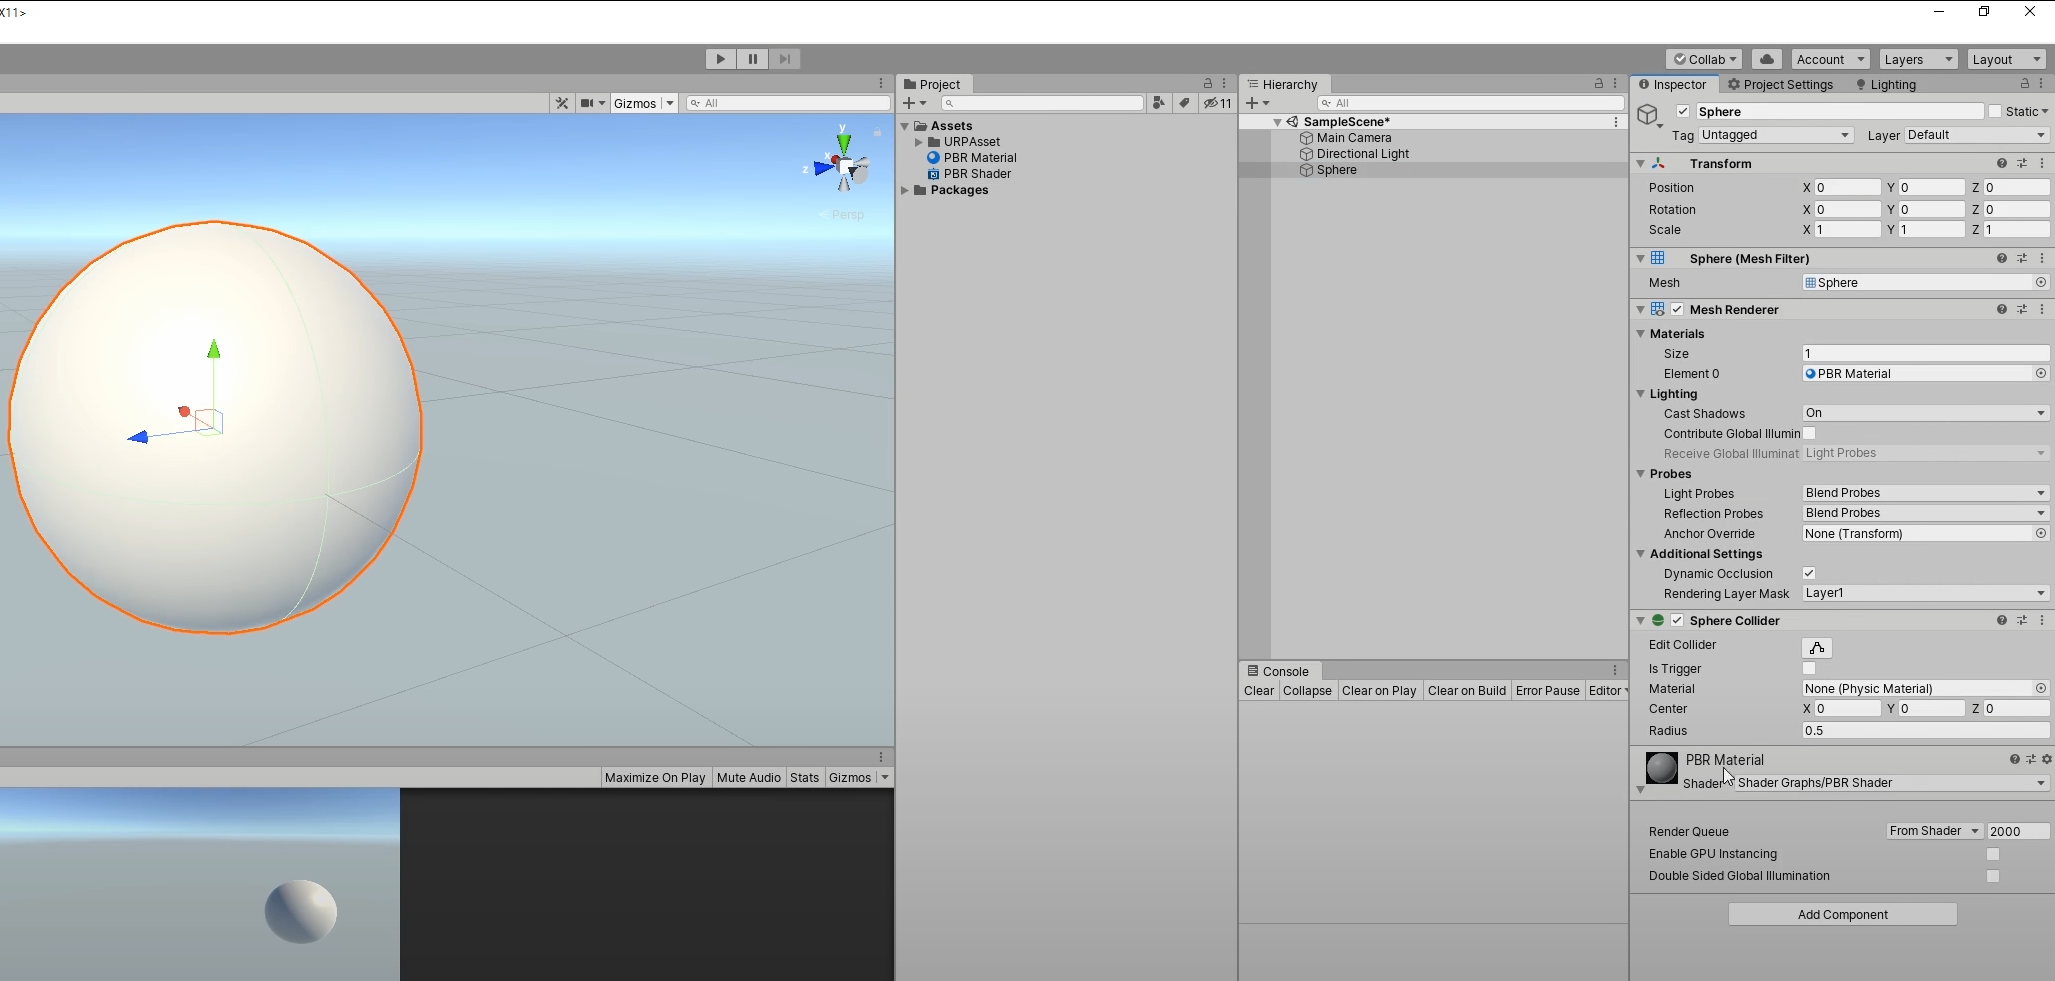 X11>
Collab
Account
Layers
Layout
Gizmos
All
y
x
z
Persp
Project
11
Assets
URPAsset
PBR Material
PBR Shader
Packages
Hierarchy
All
SampleScene*
Main Camera
Directional Light
Sphere
Console
Clear Collapse Clear on Play Clear on Build Error Pause Editor
Maximize On Play Mute Audio Stats Gizmos
Inspector Project Settings Lighting
Sphere Static
Tag Untagged Layer Default
Transform
Position X 0 Y 0 Z 0
Rotation X 0 Y 0 Z 0
Scale X 1 Y 1 Z 1
Sphere (Mesh Filter)
Mesh Sphere
Mesh Renderer
Materials
Size 1
Element 0 PBR Material
Lighting
Cast Shadows On
Contribute Global Illumin
Receive Global Illuminat Light Probes
Probes
Light Probes Blend Probes
Reflection Probes Blend Probes
Anchor Override None (Transform)
Additional Settings
Dynamic Occlusion
Rendering Layer Mask Layer1
Sphere Collider
Edit Collider
Is Trigger
Material None (Physic Material)
Center X 0 Y 0 Z 0
Radius 0.5
PBR Material
Shader Shader Graphs/PBR Shader
Render Queue From Shader 2000
Enable GPU Instancing
Double Sided Global Illumination
Add Component